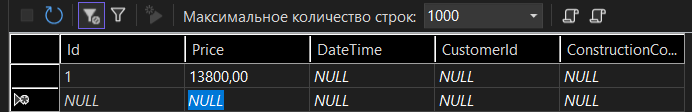 Максимальное количество строк: 1000
Id Price DateTime CustomerId ConstructionCo...
1 13800,00 NULL NULL NULL
NULL NULL NULL NULL NULL